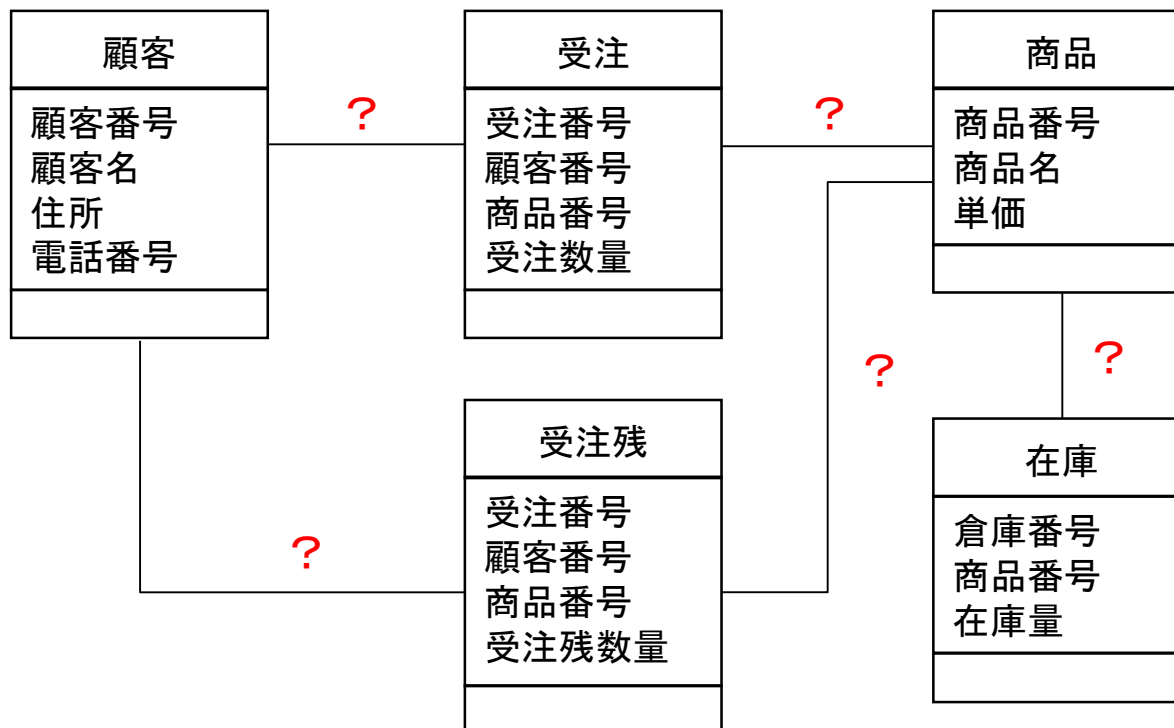 顧客
顧客番号
顧客名
住所
電話番号
?
受注
受注番号
顧客番号
商品番号
受注数量
?
商品
商品番号
商品名
単価
?
?
?
受注残
受注番号
顧客番号
商品番号
受注残数量
在庫
倉庫番号
商品番号
在庫量